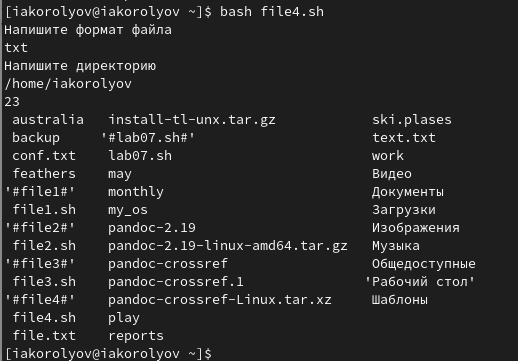 [iakorolyov@iakorolyov ~]$ bash file4.sh
Напишите формат файла
txt
Напишите директорию
/home/iakorolyov
23
australia install-tl-unx.tar.gz ski.plases
backup '#lab07.sh#' text.txt
conf.txt lab07.sh work
feathers may Видео
'#file1#' monthly Документы
file1.sh my_os Загрузки
'#file2#' pandoc-2.19 Изображения
file2.sh pandoc-2.19-linux-amd64.tar.gz Музыка
'#file3#' pandoc-crossref Общедоступные
file3.sh pandoc-crossref.1 'Рабочий стол'
'#file4#' pandoc-crossref-Linux.tar.xz Шаблоны
file4.sh play
file.txt reports
[iakorolyov@iakorolyov ~]$